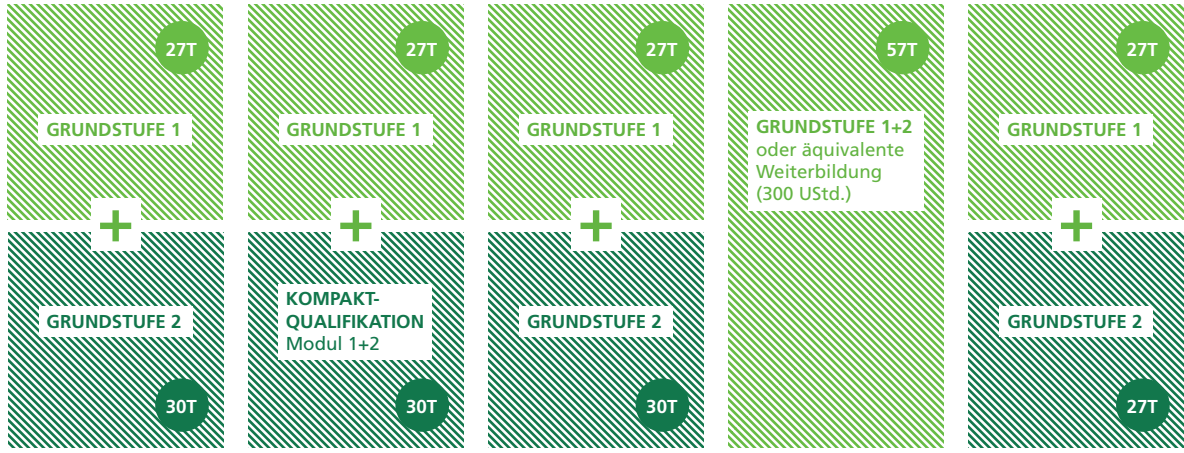 27T
GRUNDSTUFE 1
+
GRUNDSTUFE 2
30T
27T
GRUNDSTUFE 1
+
KOMPAKT-
QUALIFIKATION
Modul 1+2
30T
27T
GRUNDSTUFE 1
+
GRUNDSTUFE 2
30T
57T
GRUNDSTUFE 1+2
oder äquivalente
Weiterbildung
(300 UStd.)
27T
GRUNDSTUFE 1
+
GRUNDSTUFE 2
27T